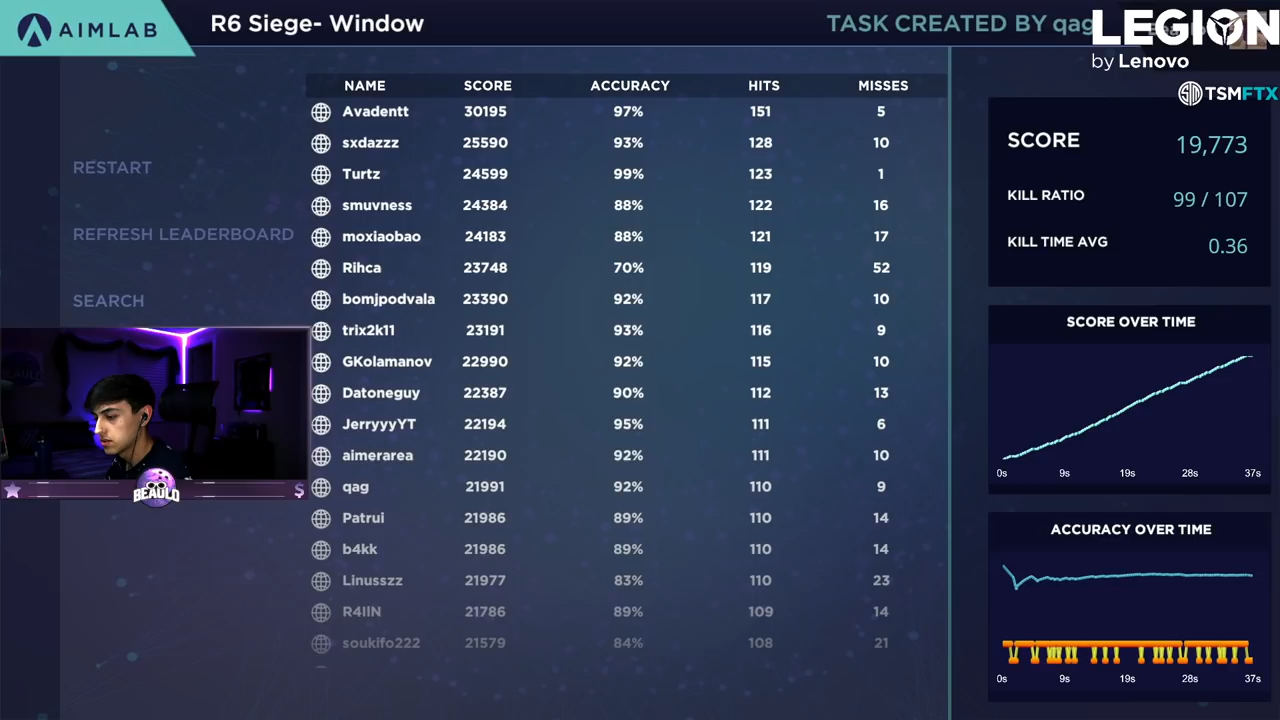 AIMLAB
R6 Siege- Window
TASK CREATED BY qag
LEGION
by Lenovo
TSMFTX
RESTART
REFRESH LEADERBOARD
SEARCH
NAME SCORE ACCURACY HITS MISSES
Avadentt 30195 97% 151 5
sxdazzz 25590 93% 128 10
Turtz 24599 99% 123 1
smuvness 24384 88% 122 16
moxiaobao 24183 88% 121 17
Rihca 23748 70% 119 52
bomjpodvala 23390 92% 117 10
trix2k11 23191 93% 116 9
GKolamanov 22990 92% 115 10
Datoneguy 22387 90% 112 13
JerryyyYT 22194 95% 111 6
aimerarea 22190 92% 111 10
qag 21991 92% 110 9
Patrui 21986 89% 110 14
b4kk 21986 89% 110 14
Linusszz 21977 83% 110 23
R4IIN 21786 89% 109 14
soukifo222 21579 84% 108 21
SCORE 19,773
KILL RATIO 99 / 107
KILL TIME AVG 0.36
SCORE OVER TIME
0s 9s 19s 28s 37s
ACCURACY OVER TIME
0s 9s 19s 28s 37s
BEAULO
$